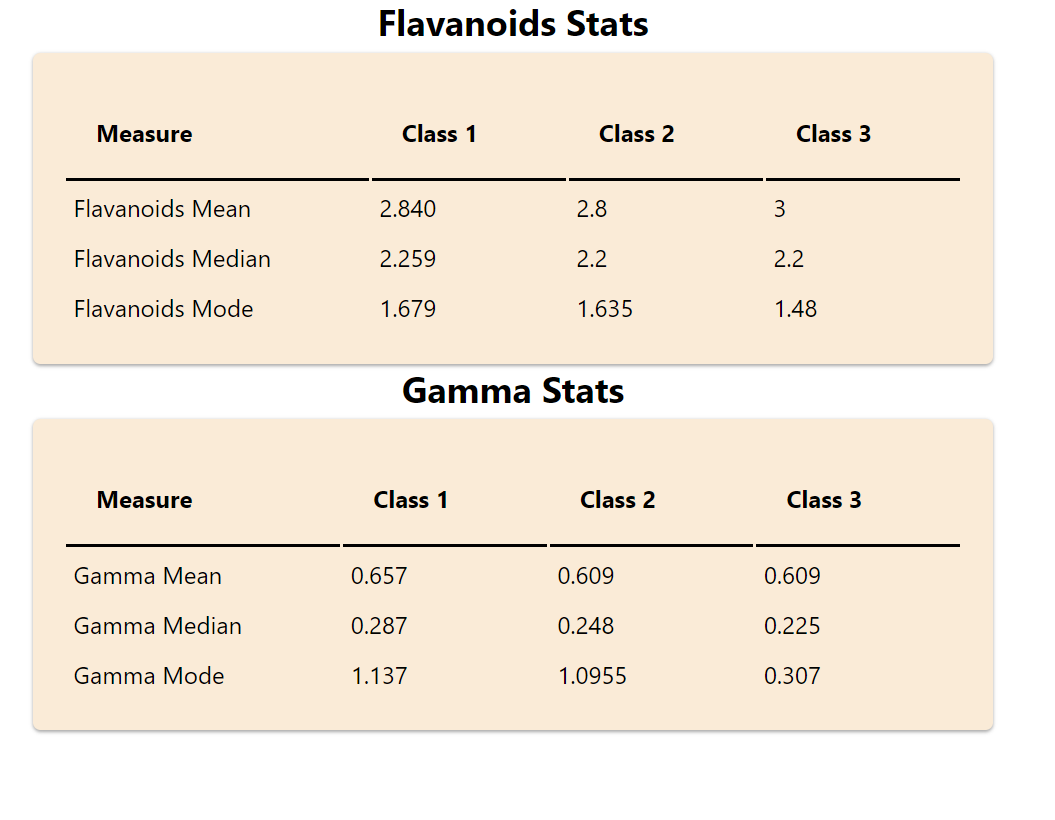 Flavanoids Stats
Measure Class 1 Class 2 Class 3
Flavanoids Mean 2.840 2.8 3
Flavanoids Median 2.259 2.2 2.2
Flavanoids Mode 1.679 1.635 1.48
Gamma Stats
Measure Class 1 Class 2 Class 3
Gamma Mean 0.657 0.609 0.609
Gamma Median 0.287 0.248 0.225
Gamma Mode 1.137 1.0955 0.307